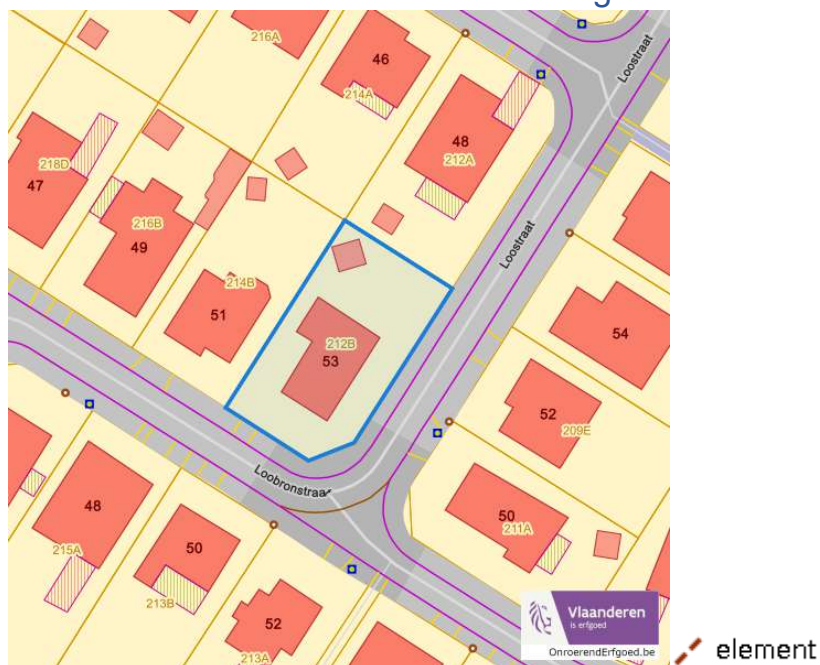 216A
46
214A
Loostraat
48
212A
218D
47
216B
49
Loostraat
214B
51
212B
53
54
52
209E
Loobronstraat
48
50
50
211A
215A
213B
52
213A
Vlaanderen
is erfgoed
OnroerendErfgoed.be
element